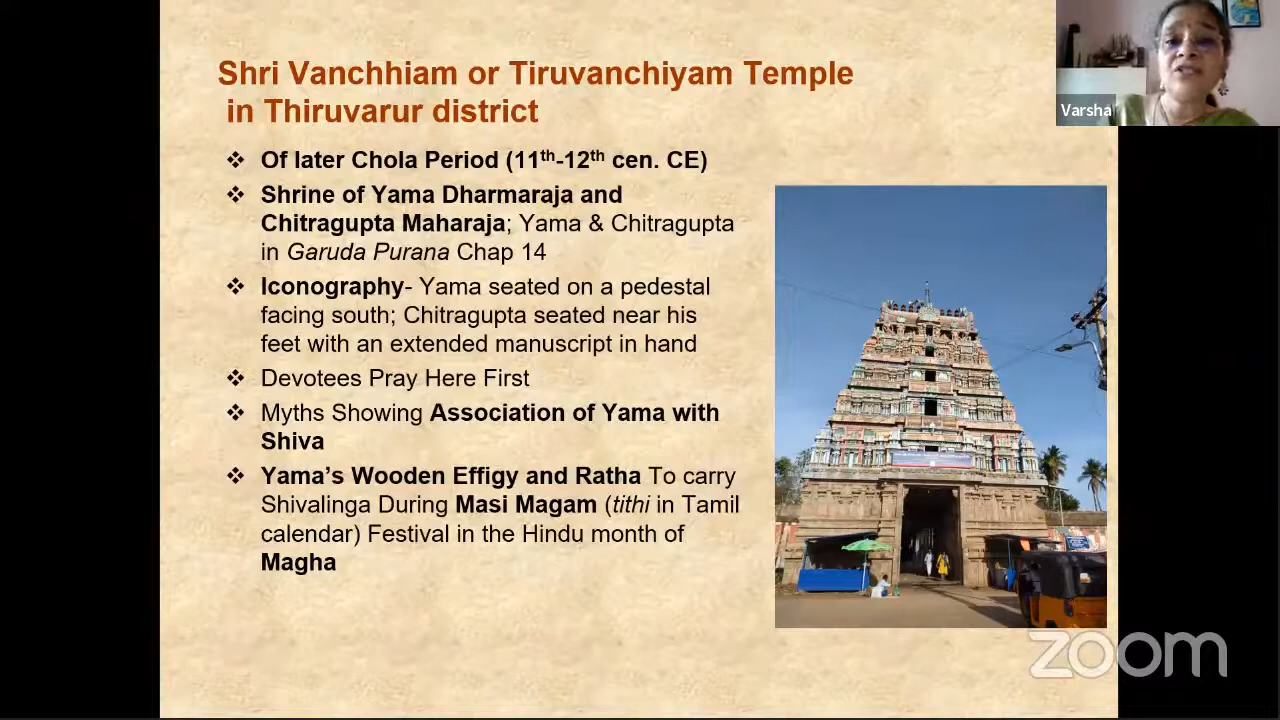 Shri Vanchhiam or Tiruvanchiyam Temple
in Thiruvarur district
❖ Of later Chola Period (11th-12th cen. CE)
❖ Shrine of Yama Dharmaraja and
Chitragupta Maharaja; Yama & Chitragupta
in Garuda Purana Chap 14
❖ Iconography- Yama seated on a pedestal
facing south; Chitragupta seated near his
feet with an extended manuscript in hand
❖ Devotees Pray Here First
❖ Myths Showing Association of Yama with
Shiva
❖ Yama’s Wooden Effigy and Ratha To carry
Shivalinga During Masi Magam (tithi in Tamil
calendar) Festival in the Hindu month of
Magha
Varsha
zoom